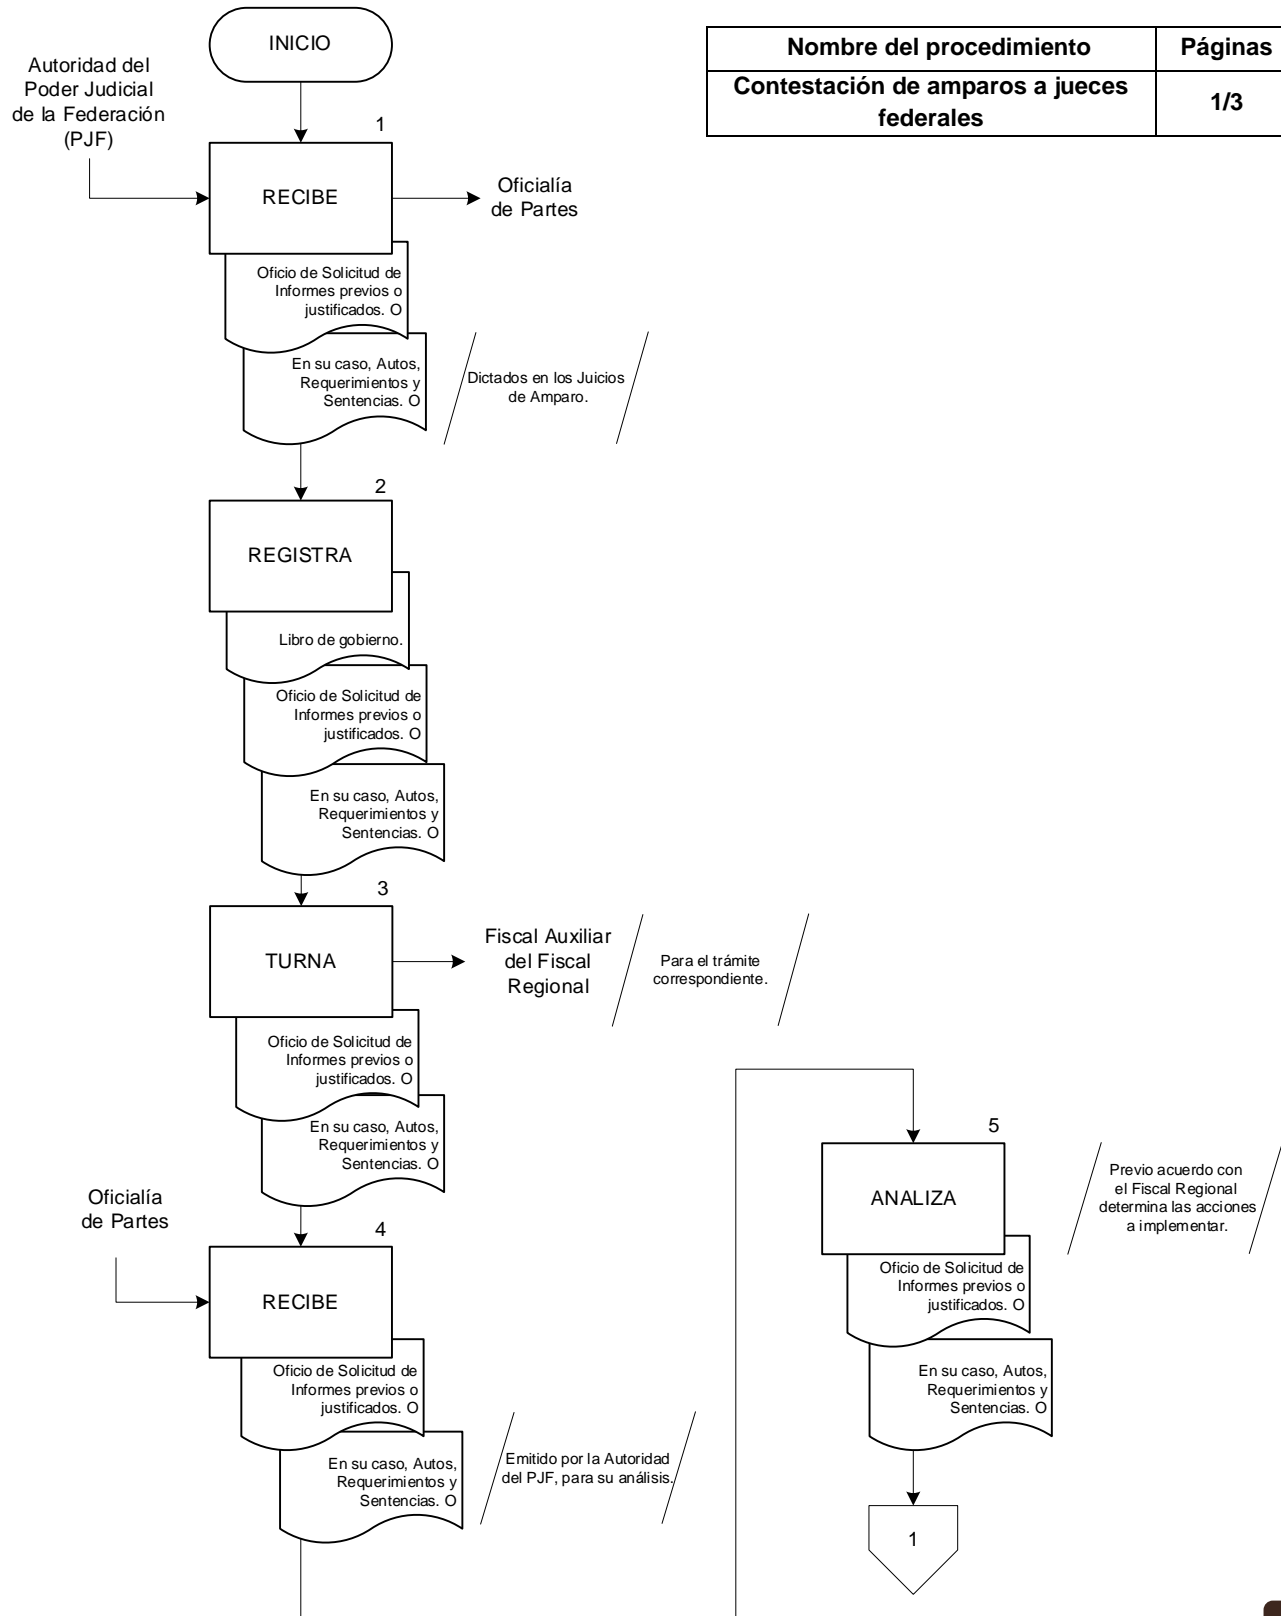 INICIO
Nombre del procedimiento
Páginas
Contestación de amparos a jueces
federales
1/3
Autoridad del
Poder Judicial
de la Federación
(PJF)
1
RECIBE
Oficialía
de Partes
Oficio de Solicitud de
Informes previos o
justificados. O
En su caso, Autos,
Requerimientos y
Sentencias. O
Dictados en los Juicios
de Amparo.
2
REGISTRA
Libro de gobierno.
Oficio de Solicitud de
Informes previos o
justificados. O
En su caso, Autos,
Requerimientos y
Sentencias. O
3
TURNA
Fiscal Auxiliar
del Fiscal
Regional
Para el trámite
correspondiente.
Oficio de Solicitud de
Informes previos o
justificados. O
En su caso, Autos,
Requerimientos y
Sentencias. O
Oficialía
de Partes
4
RECIBE
Oficio de Solicitud de
Informes previos o
justificados. O
En su caso, Autos,
Requerimientos y
Sentencias. O
Emitido por la Autoridad
del PJF, para su análisis.
5
ANALIZA
Previo acuerdo con
el Fiscal Regional
determina las acciones
a implementar.
Oficio de Solicitud de
Informes previos o
justificados. O
En su caso, Autos,
Requerimientos y
Sentencias. O
1